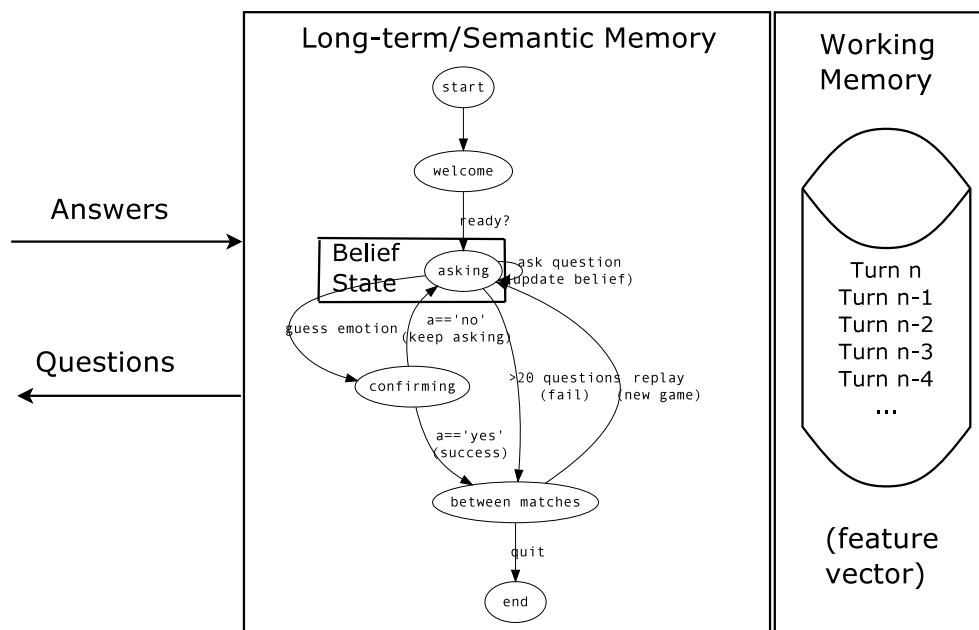 Long-term/Semantic Memory
start
welcome
ready?
Answers
Belief
State
asking
ask question
(update belief)
guess emotion
a=='no'
(keep asking)
Questions
confirming
>20 questions
(fail)
replay
(new game)
a=='yes'
(success)
between matches
quit
end
Working
Memory
Turn n
Turn n-1
Turn n-2
Turn n-3
Turn n-4
...
(feature
vector)